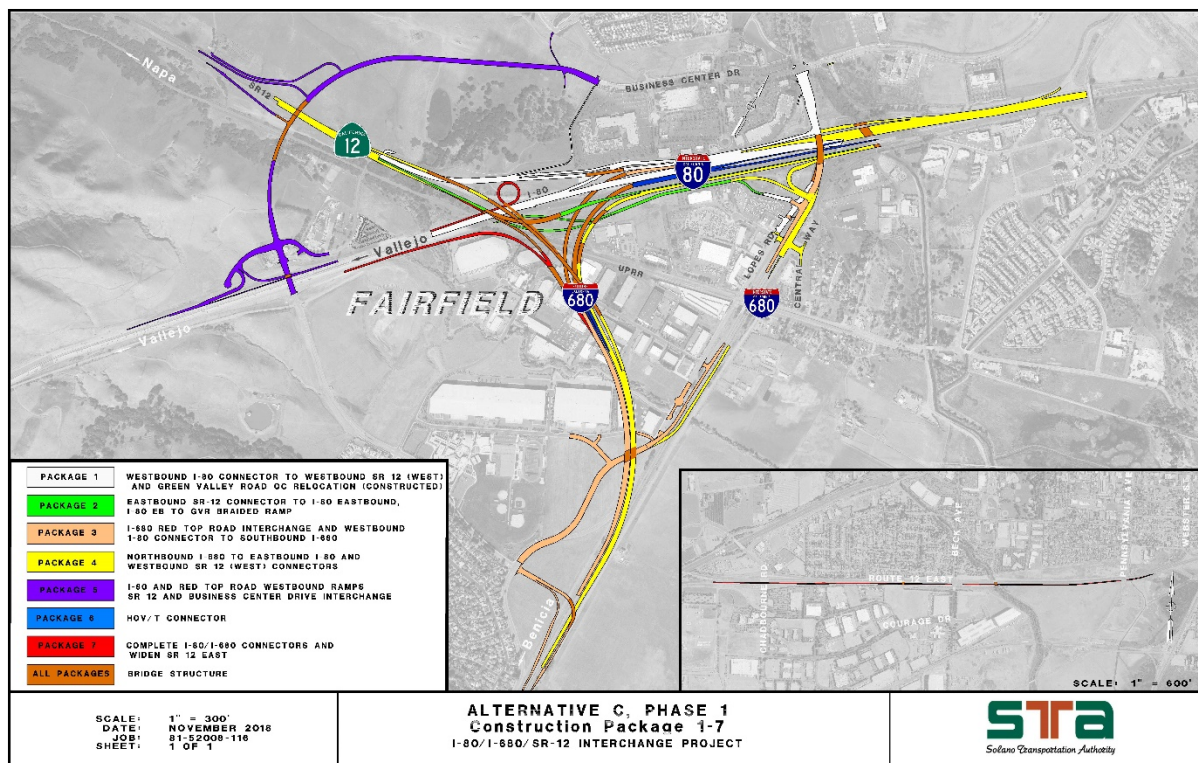 Napa
SR12
CALIFORNIA
12
BUSINESS CENTER DR
I-80
80
Vallejo
UPRR
LOPES RD
CENTRAL WAY
FAIRFIELD
680
680
Vallejo
Benicia
PACKAGE 1 WESTBOUND I-80 CONNECTOR TO WESTBOUND SR 12 (WEST)
AND GREEN VALLEY ROAD OC RELOCATION (CONSTRUCTED)
PACKAGE 2 EASTBOUND SR-12 CONNECTOR TO I-80 EASTBOUND,
I-80 EB TO GVR BRAIDED RAMP
PACKAGE 3 I-680 RED TOP ROAD INTERCHANGE AND WESTBOUND
I-80 CONNECTOR TO SOUTHBOUND I-680
PACKAGE 4 NORTHBOUND I-680 TO EASTBOUND I-80 AND
WESTBOUND SR 12 (WEST) CONNECTORS
PACKAGE 5 I-80 AND RED TOP ROAD WESTBOUND RAMPS
SR 12 AND BUSINESS CENTER DRIVE INTERCHANGE
PACKAGE 6 HOV/T CONNECTOR
PACKAGE 7 COMPLETE I-80/I-680 CONNECTORS AND
WIDEN SR 12 EAST
ALL PACKAGES BRIDGE STRUCTURE
BECK AVE
PENNSYLVANIA
WEBSTER
ROUTE 12 EAST
COURAGE DR
SCALE: 1" = 600'
SCALE: 1" = 300'
DATE: NOVEMBER 2018
JOB: 81-52008-116
SHEET: 1 OF 1
ALTERNATIVE C, PHASE 1
Construction Package 1-7
I-80/I-680/SR-12 INTERCHANGE PROJECT
STA
Solano Transportation Authority